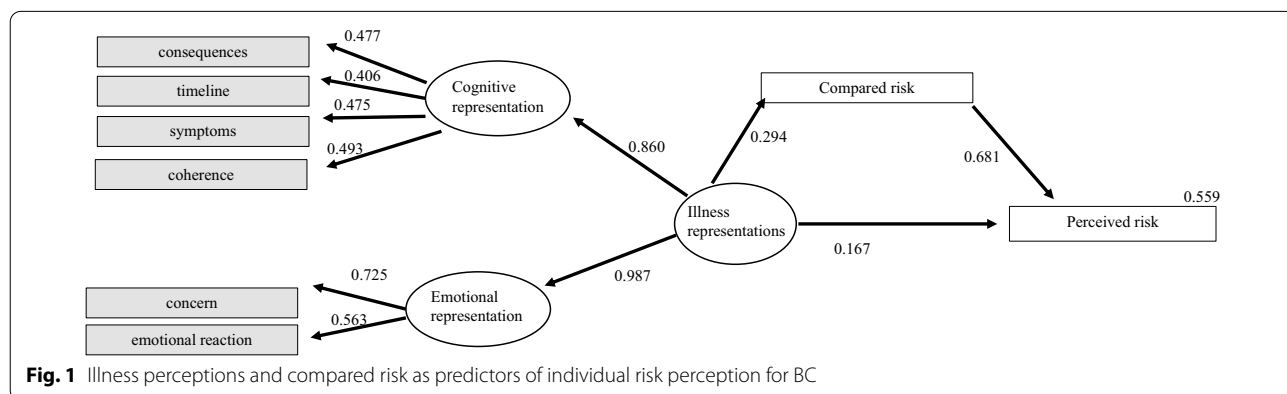 consequences
0.477
timeline
0.406
symptoms
0.475
coherence
0.493
Cognitive
representation
0.860
Compared risk
0.294
0.681
Illness
representations
0.559
Perceived risk
0.167
0.987
Emotional
representation
0.725
concern
0.563
emotional reaction
Fig. 1 Illness perceptions and compared risk as predictors of individual risk perception for BC